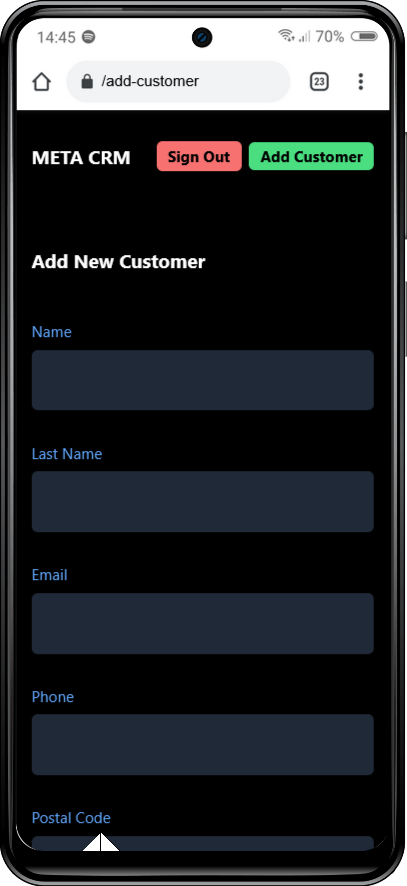 14:45 70%
/add-customer 23
META CRM Sign Out Add Customer
Add New Customer
Name
Last Name
Email
Phone
Postal Code